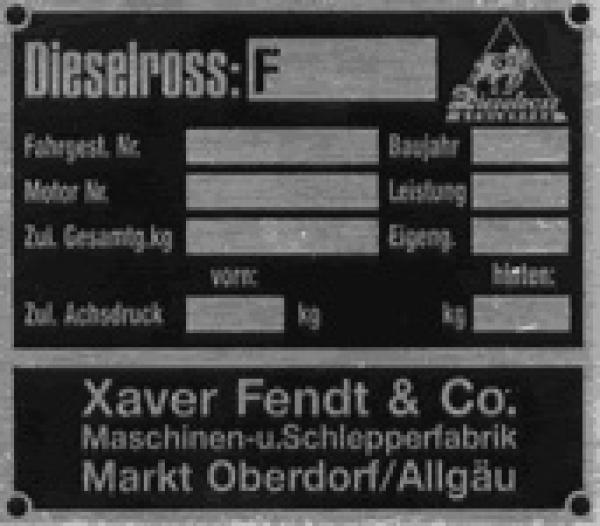 Dieselross: F
Dieselross
Fahrgest. Nr. Baujahr
Motor Nr. Leistung
Zul. Gesamtg.kg Eigeng.
vorn: hinten:
Zul. Achsdruck kg kg
Xaver Fendt & Co.
Maschinen-u.Schlepperfabrik
Markt Oberdorf/Allgäu